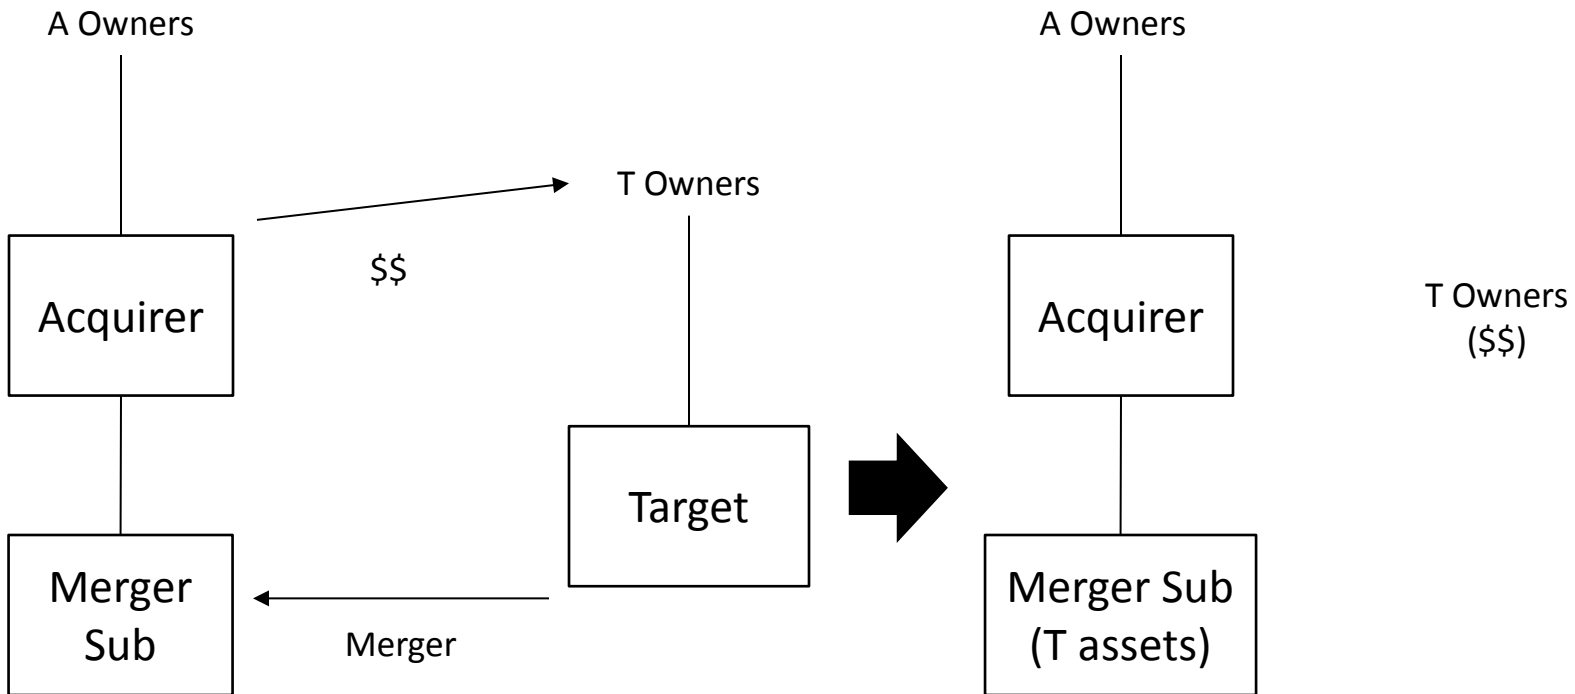 A Owners
T Owners
$$
Acquirer
Target
Merger
Sub
Merger
A Owners
Acquirer
T Owners
($$)
Merger Sub
(T assets)